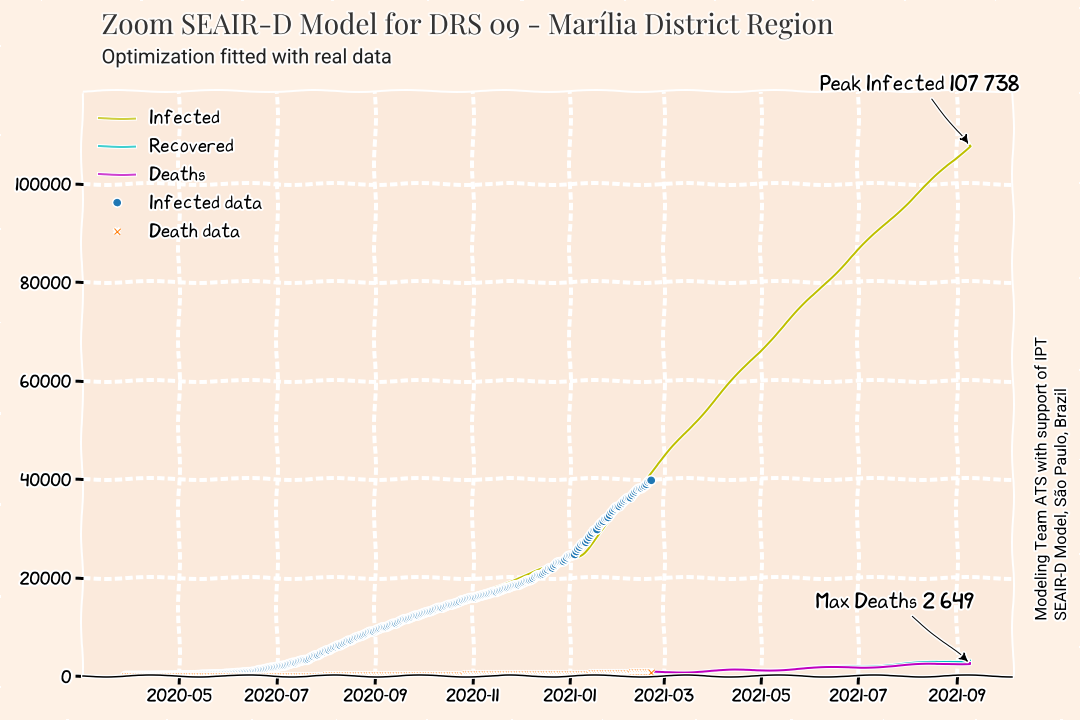 Zoom SEAIR-D Model for DRS 09 - Marília District Region
Optimization fitted with real data
Peak Infected 107 738
Infected
Recovered
Deaths
Infected data
Death data
100000
80000
60000
40000
20000
0
Max Deaths 2 649
2020-05 2020-07 2020-09 2020-11 2021-01 2021-03 2021-05 2021-07 2021-09
Modeling Team ATS with support of IPT
SEAIR-D Model, São Paulo, Brazil